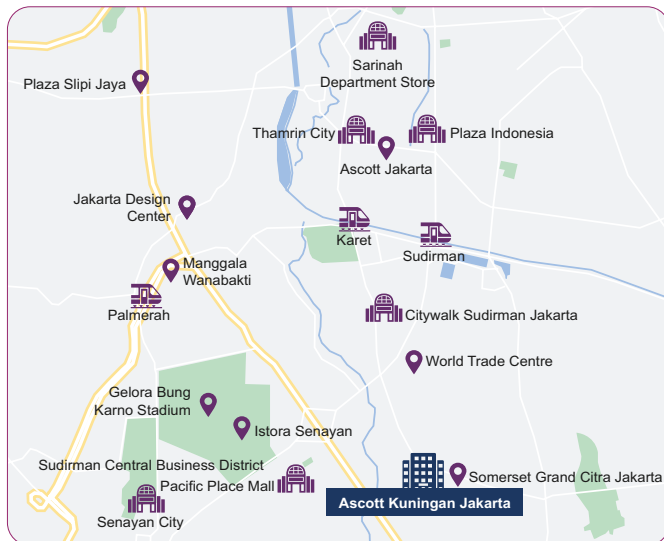 Sarinah
Department Store
Plaza Slipi Jaya
Thamrin City
Plaza Indonesia
Ascott Jakarta
Jakarta Design
Center
Karet
Sudirman
Manggala
Wanabakti
Palmerah
Citywalk Sudirman Jakarta
World Trade Centre
Gelora Bung
Karno Stadium
Istora Senayan
Sudirman Central Business District
Pacific Place Mall
Somerset Grand Citra Jakarta
Ascott Kuningan Jakarta
Senayan City